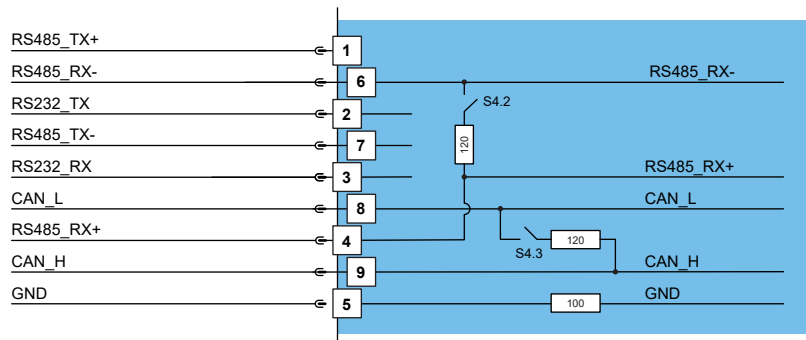 RS485_TX+
1
RS485_RX-
6
RS485_RX-
RS232_TX
2
S4.2
RS485_TX-
7
120
RS232_RX
3
RS485_RX+
CAN_L
8
CAN_L
RS485_RX+
4
120
S4.3
CAN_H
9
CAN_H
GND
5
100
GND